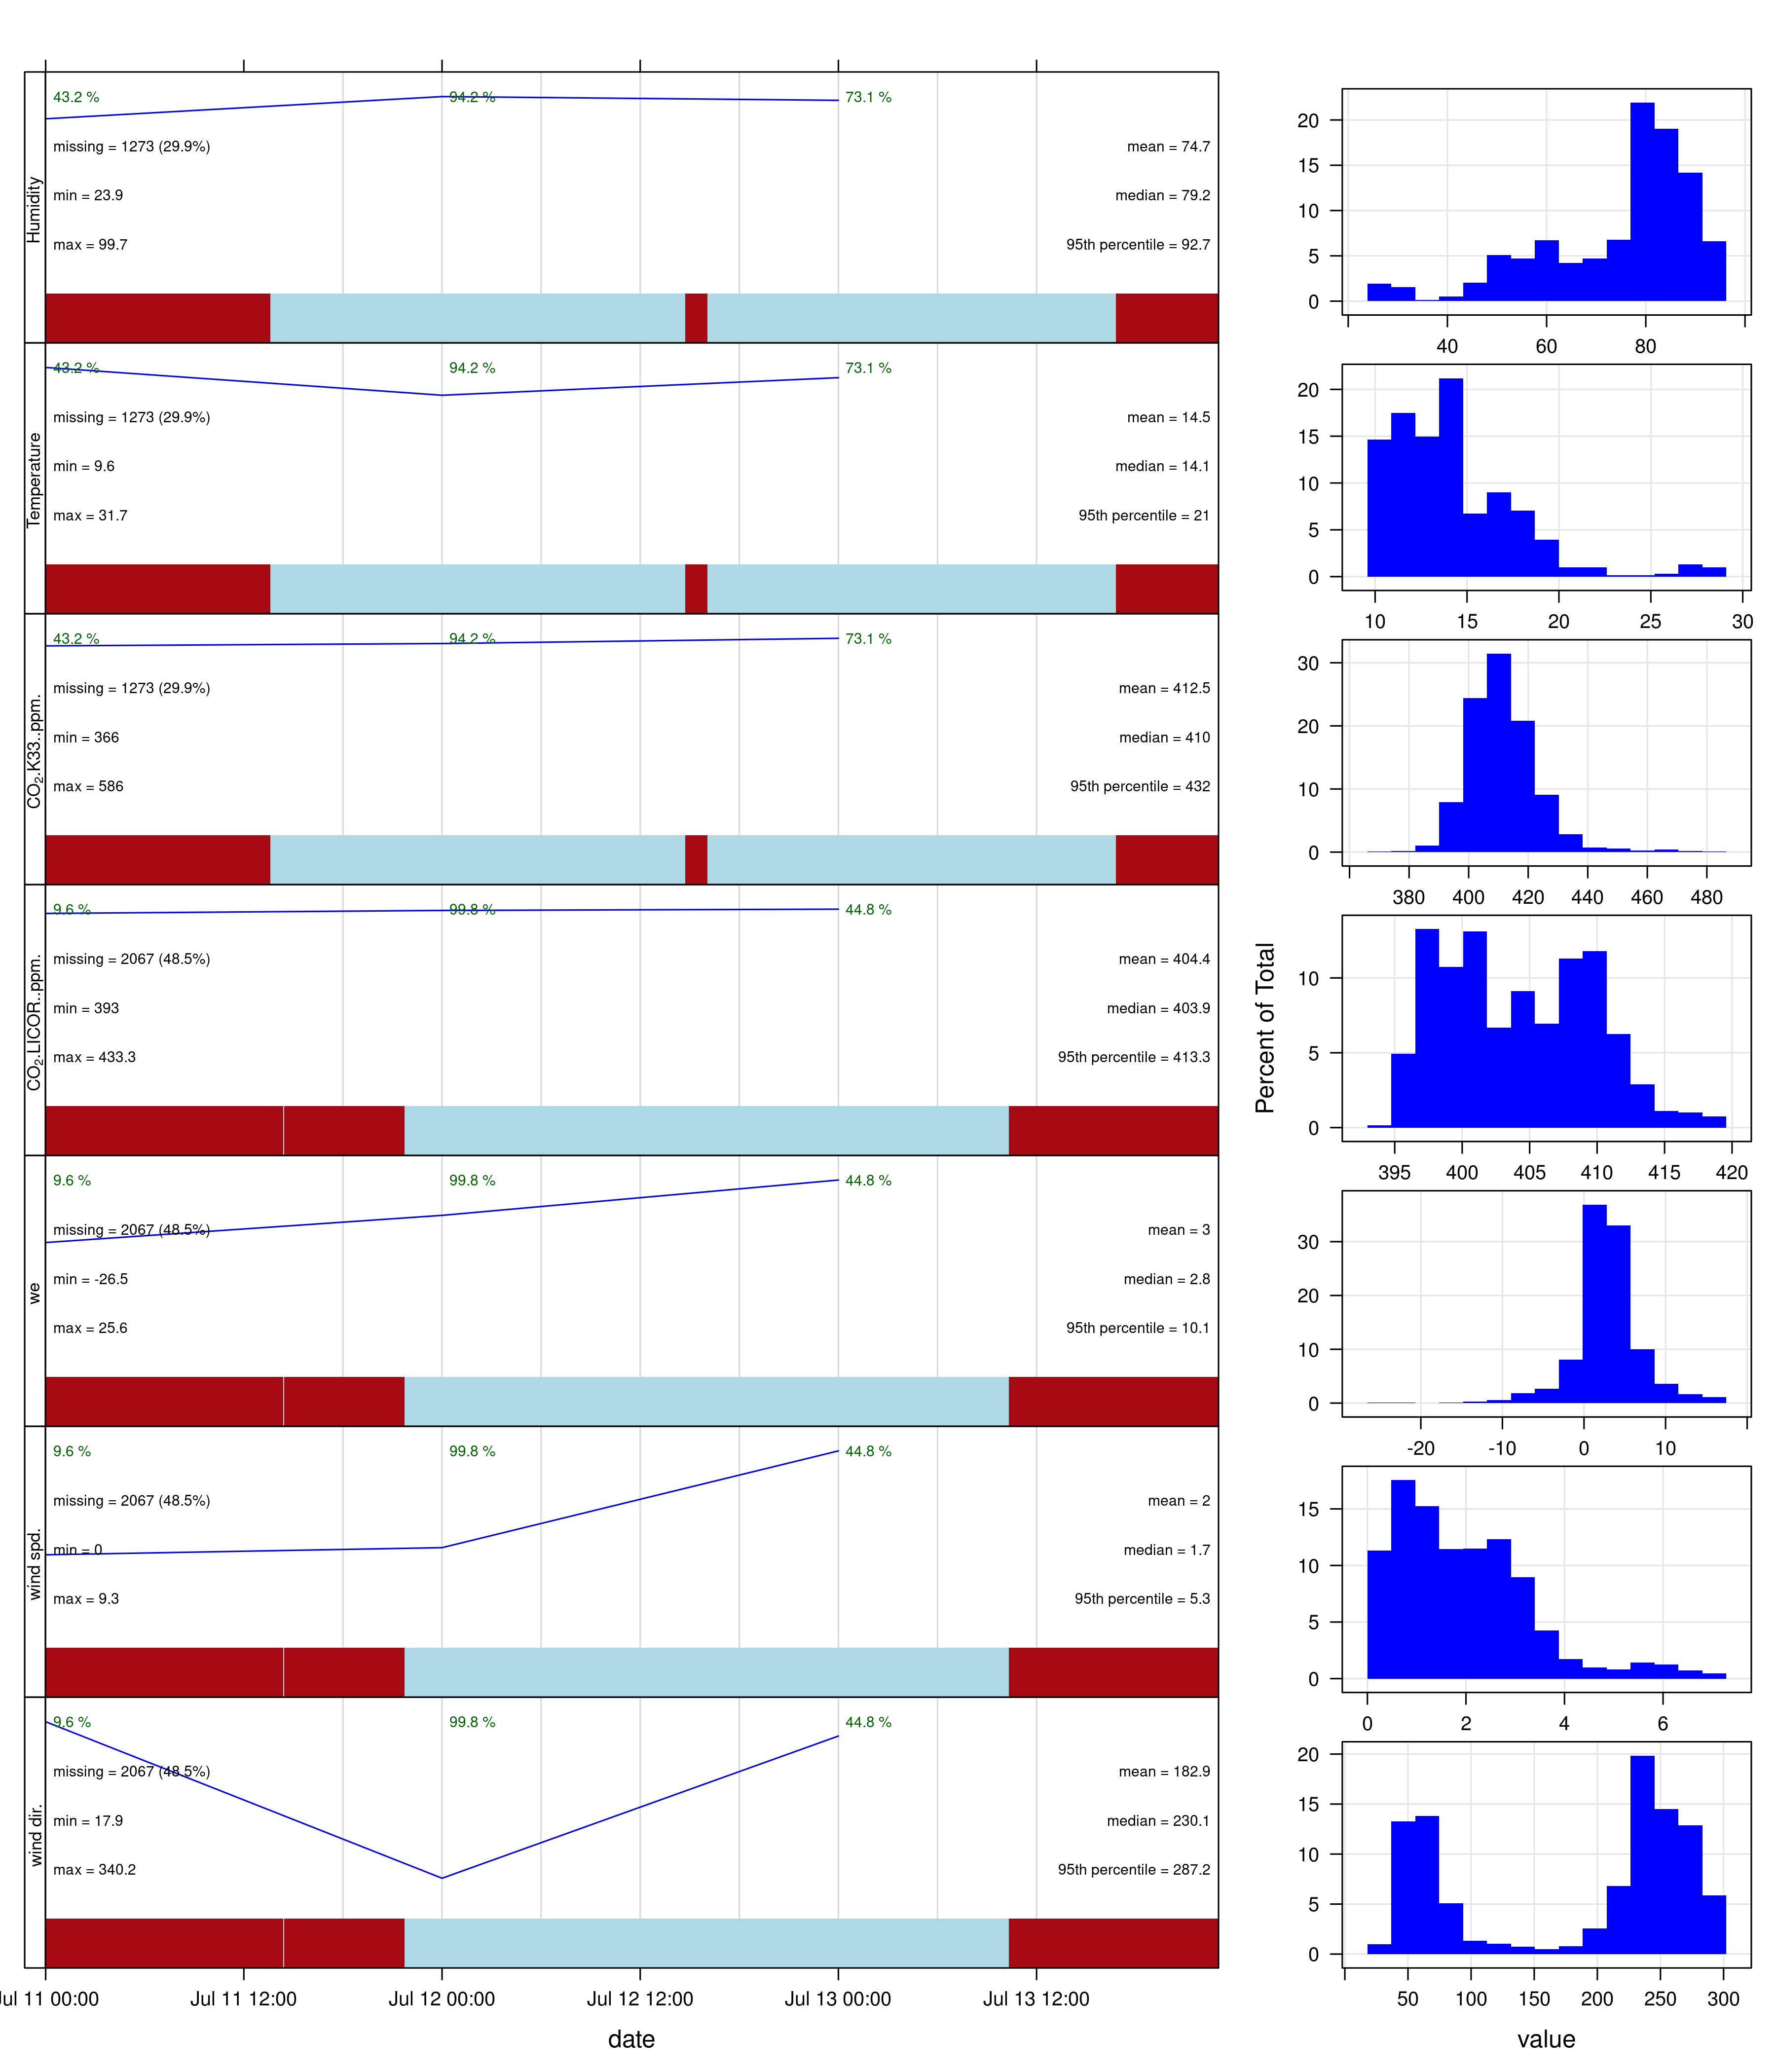 Humidity
43.2 %
94.2 %
73.1 %
missing = 1273 (29.9%)
mean = 74.7
min = 23.9
median = 79.2
max = 99.7
95th percentile = 92.7
Temperature
43.2 %
94.2 %
73.1 %
missing = 1273 (29.9%)
mean = 14.5
min = 9.6
median = 14.1
max = 31.7
95th percentile = 21
CO₂.K33..ppm.
43.2 %
94.2 %
73.1 %
missing = 1273 (29.9%)
mean = 412.5
min = 366
median = 410
max = 586
95th percentile = 432
CO₂.LICOR..ppm.
9.6 %
99.8 %
44.8 %
missing = 2067 (48.5%)
mean = 404.4
min = 393
median = 403.9
max = 433.3
95th percentile = 413.3
we
9.6 %
99.8 %
44.8 %
missing = 2067 (48.5%)
mean = 3
min = -26.5
median = 2.8
max = 25.6
95th percentile = 10.1
wind spd.
9.6 %
99.8 %
44.8 %
missing = 2067 (48.5%)
mean = 2
min = 0
median = 1.7
max = 9.3
95th percentile = 5.3
wind dir.
9.6 %
99.8 %
44.8 %
missing = 2067 (48.5%)
mean = 182.9
min = 17.9
median = 230.1
max = 340.2
95th percentile = 287.2
Jul 11 00:00 Jul 11 12:00 Jul 12 00:00 Jul 12 12:00 Jul 13 00:00 Jul 13 12:00
date
Percent of Total
20
15
10
5
0
40 60 80
20
15
10
5
0
10 15 20 25 30
30
20
10
0
380 400 420 440 460 480
10
5
0
395 400 405 410 415 420
30
20
10
0
-20 -10 0 10
15
10
5
0
0 2 4 6
20
15
10
5
0
50 100 150 200 250 300
value